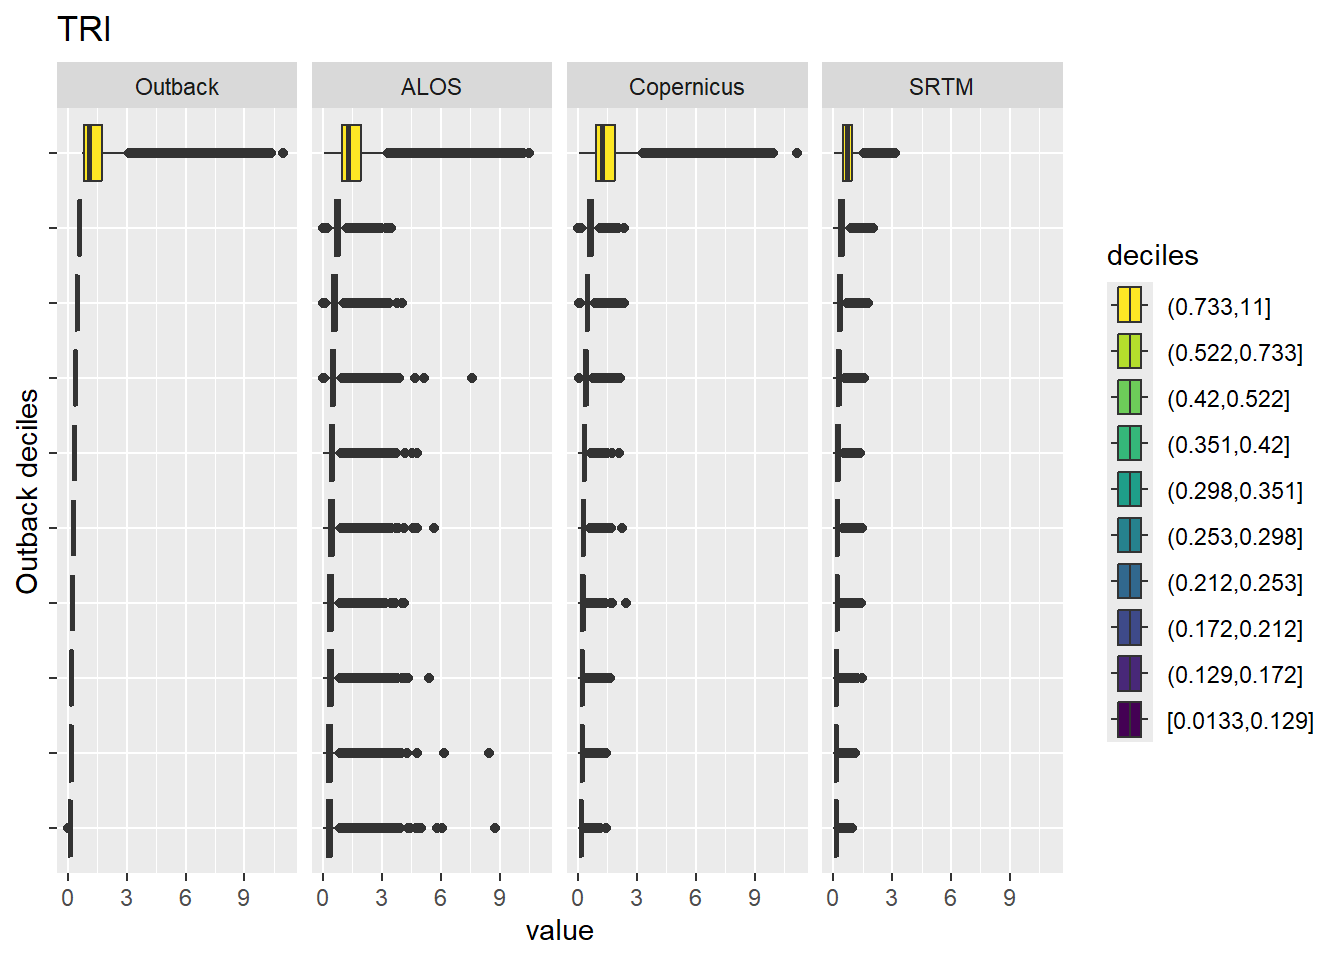 TRI
Outback ALOS Copernicus SRTM
Outback deciles
0 3 6 9 0 3 6 9 0 3 6 9 0 3 6 9
value
deciles
(0.733,11]
(0.522,0.733]
(0.42,0.522]
(0.351,0.42]
(0.298,0.351]
(0.253,0.298]
(0.212,0.253]
(0.172,0.212]
(0.129,0.172]
[0.0133,0.129]